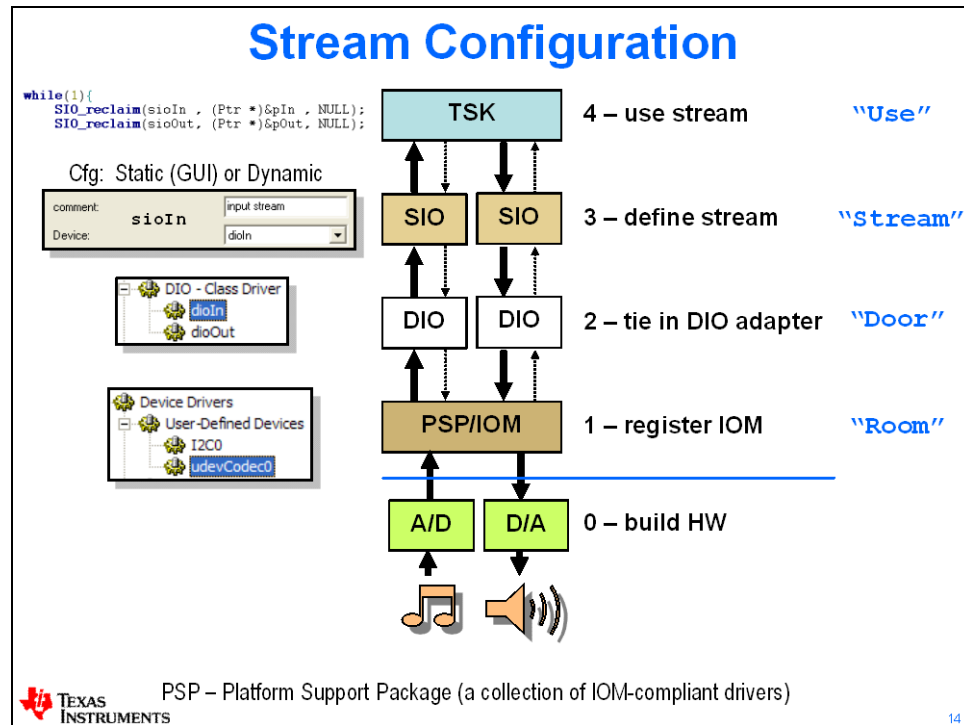 Stream Configuration
while(1){
SIO_reclaim(sioIn , (Ptr *)&pIn , NULL);
SIO_reclaim(sioOut, (Ptr *)&pOut, NULL);
TSK
4 – use stream
"Use"
Cfg: Static (GUI) or Dynamic
comment:
sioIn
input stream
Device:
dioIn
SIO
SIO
3 – define stream
"Stream"
DIO - Class Driver
dioIn
dioOut
DIO
DIO
2 – tie in DIO adapter
"Door"
Device Drivers
User-Defined Devices
I2C0
udevCodec0
PSP/IOM
1 – register IOM
"Room"
A/D
D/A
0 – build HW
PSP – Platform Support Package (a collection of IOM-compliant drivers)
TEXAS
INSTRUMENTS
14